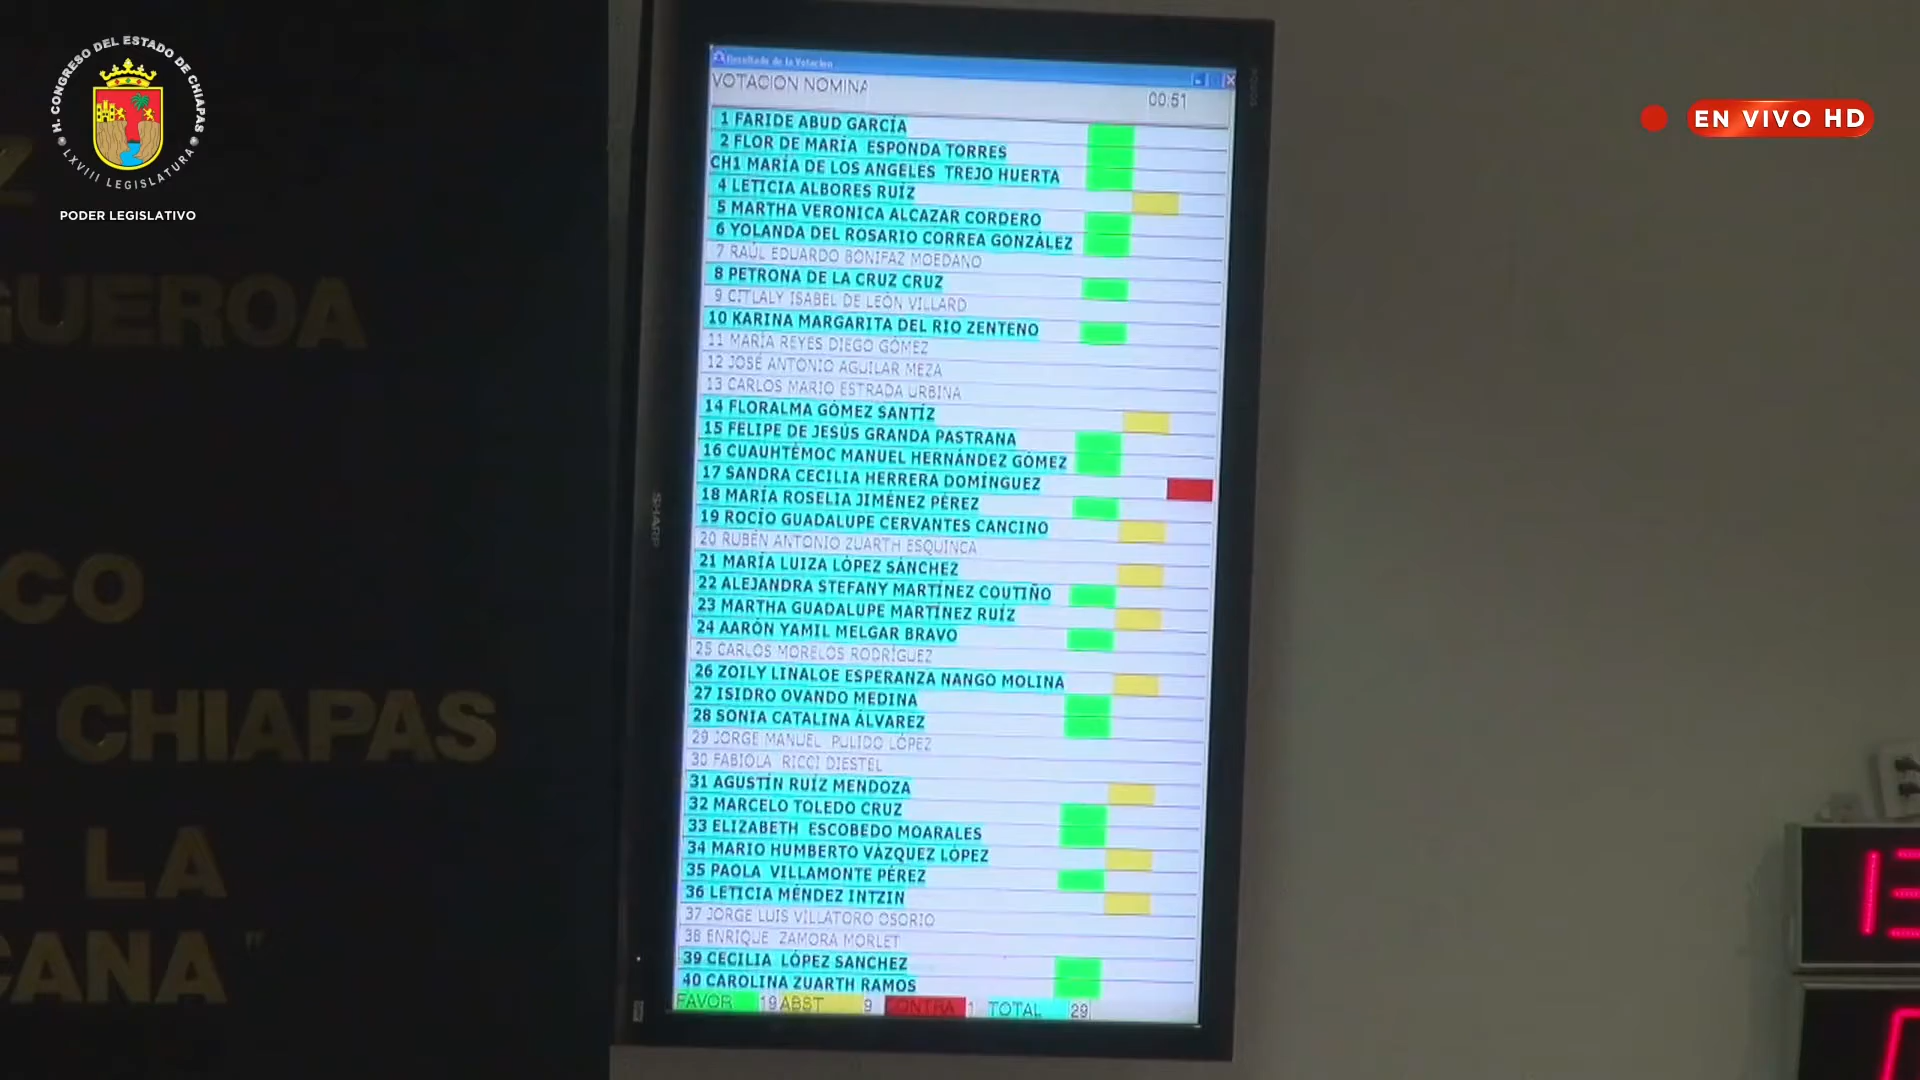 H. CONGRESO DEL ESTADO DE CHIAPAS
LXVIII LEGISLATURA
PODER LEGISLATIVO
EN VIVO HD
GUEROA
CO
E CHIAPAS
E LA
CANA"
SHARP
Resultado de la Votacion
VOTACION NOMINA
00:51
1 FARIDE ABUD GARCÍA
2 FLOR DE MARÍA ESPONDA TORRES
CH1 MARÍA DE LOS ANGELES TREJO HUERTA
4 LETICIA ALBORES RUÍZ
5 MARTHA VERONICA ALCAZAR CORDERO
6 YOLANDA DEL ROSARIO CORREA GONZÁLEZ
7 RAÚL EDUARDO BONIFAZ MOEDANO
8 PETRONA DE LA CRUZ CRUZ
9 CITLALY ISABEL DE LEÓN VILLARD
10 KARINA MARGARITA DEL RIO ZENTENO
11 MARÍA REYES DIEGO GÓMEZ
12 JOSÉ ANTONIO AGUILAR MEZA
13 CARLOS MARIO ESTRADA URBINA
14 FLORALMA GÓMEZ SANTÍZ
15 FELIPE DE JESÚS GRANDA PASTRANA
16 CUAUHTÉMOC MANUEL HERNÁNDEZ GÓMEZ
17 SANDRA CECILIA HERRERA DOMÍNGUEZ
18 MARÍA ROSELIA JIMÉNEZ PÉREZ
19 ROCÍO GUADALUPE CERVANTES CANCINO
20 RUBÉN ANTONIO ZUARTH ESQUINCA
21 MARÍA LUIZA LÓPEZ SÁNCHEZ
22 ALEJANDRA STEFANY MARTÍNEZ COUTIÑO
23 MARTHA GUADALUPE MARTÍNEZ RUÍZ
24 AARÓN YAMIL MELGAR BRAVO
25 CARLOS MORELOS RODRÍGUEZ
26 ZOILY LINALOE ESPERANZA NANGO MOLINA
27 ISIDRO OVANDO MEDINA
28 SONIA CATALINA ÁLVAREZ
29 JORGE MANUEL PULIDO LÓPEZ
30 FABIOLA RICCI DIESTEL
31 AGUSTÍN RUÍZ MENDOZA
32 MARCELO TOLEDO CRUZ
33 ELIZABETH ESCOBEDO MOARALES
34 MARIO HUMBERTO VÁZQUEZ LÓPEZ
35 PAOLA VILLAMONTE PÉREZ
36 LETICIA MÉNDEZ INTZIN
37 JORGE LUIS VILLATORO OSORIO
38 ENRIQUE ZAMORA MORLET
39 CECILIA LÓPEZ SANCHEZ
40 CAROLINA ZUARTH RAMOS
FAVOR 19 ABST 9 CONTRA 1 TOTAL 29